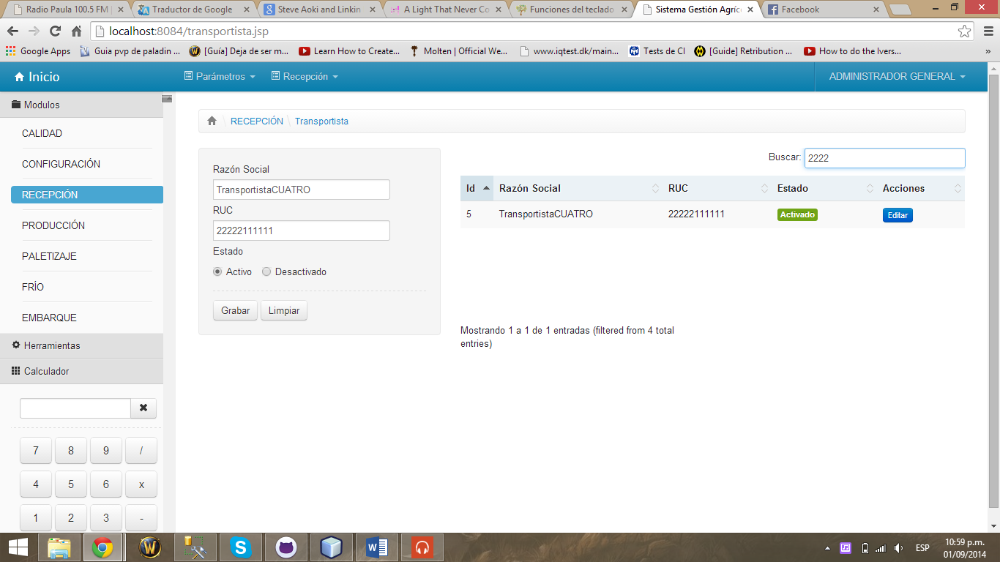 Radio Paula 100.5 FM
Traductor de Google
Steve Aoki and Linkin
A Light That Never Co
Funciones del teclado
Sistema Gestión Agríc
Facebook
localhost:8084/transportista.jsp
Google Apps
Guia pvp de paladin ...
[Guía] Deja de ser m...
Learn How to Create...
Molten | Official We...
www.iqtest.dk/main...
Tests de CI
[Guide] Retribution ...
How to do the Ivers...
»
Inicio
Parámetros
Recepción
ADMINISTRADOR GENERAL
Modulos
CALIDAD
CONFIGURACIÓN
RECEPCIÓN
PRODUCCIÓN
PALETIZAJE
FRÍO
EMBARQUE
Herramientas
Calculador
7 8 9 /
4 5 6 x
1 2 3 -
RECEPCIÓN \ Transportista
Razón Social
TransportistaCUATRO
RUC
22222111111
Estado
Activo Desactivado
Grabar Limpiar
Buscar: 2222
Id Razón Social RUC Estado Acciones
5 TransportistaCUATRO 22222111111 Activado Editar
Mostrando 1 a 1 de 1 entradas (filtered from 4 total
entries)
ESP
10:59 p.m.
01/09/2014